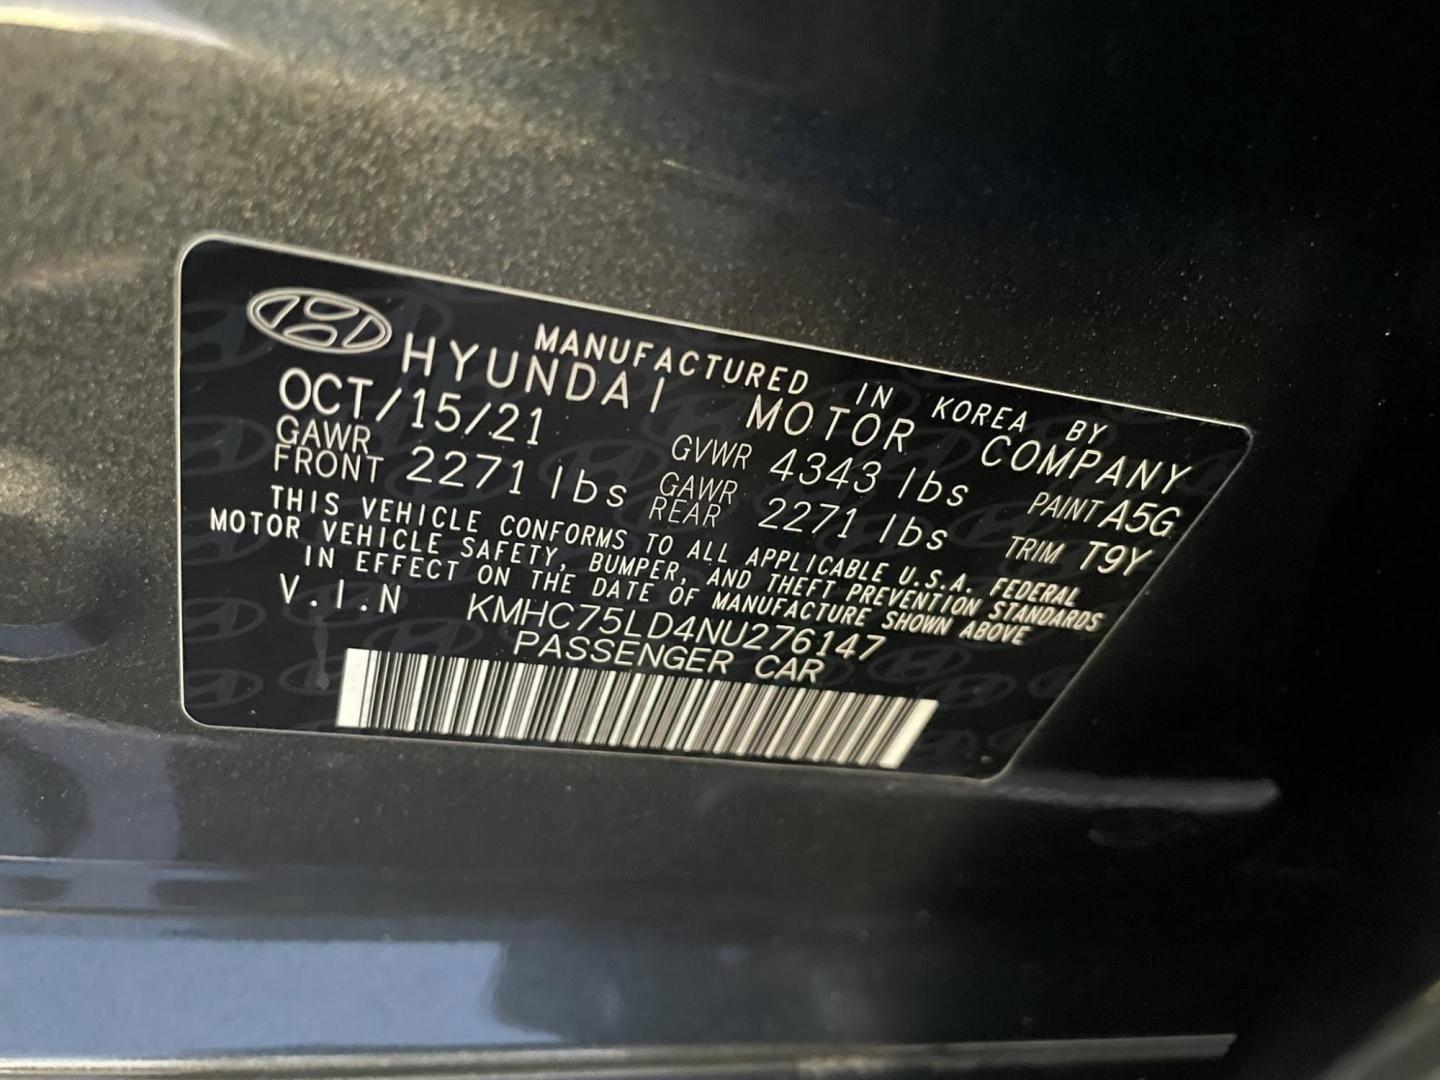 MANUFACTURED IN KOREA BY
HYUNDAI MOTOR COMPANY
OCT/15/21 GVWR 4343 lbs PAINT A5G
GAWR FRONT 2271 lbs GAWR REAR 2271 lbs TRIM T9Y
THIS VEHICLE CONFORMS TO ALL APPLICABLE U.S.A. FEDERAL
MOTOR VEHICLE SAFETY, BUMPER, AND THEFT PREVENTION STANDARDS
IN EFFECT ON THE DATE OF MANUFACTURE SHOWN ABOVE
V.I.N KMHC75LD4NU276147
PASSENGER CAR